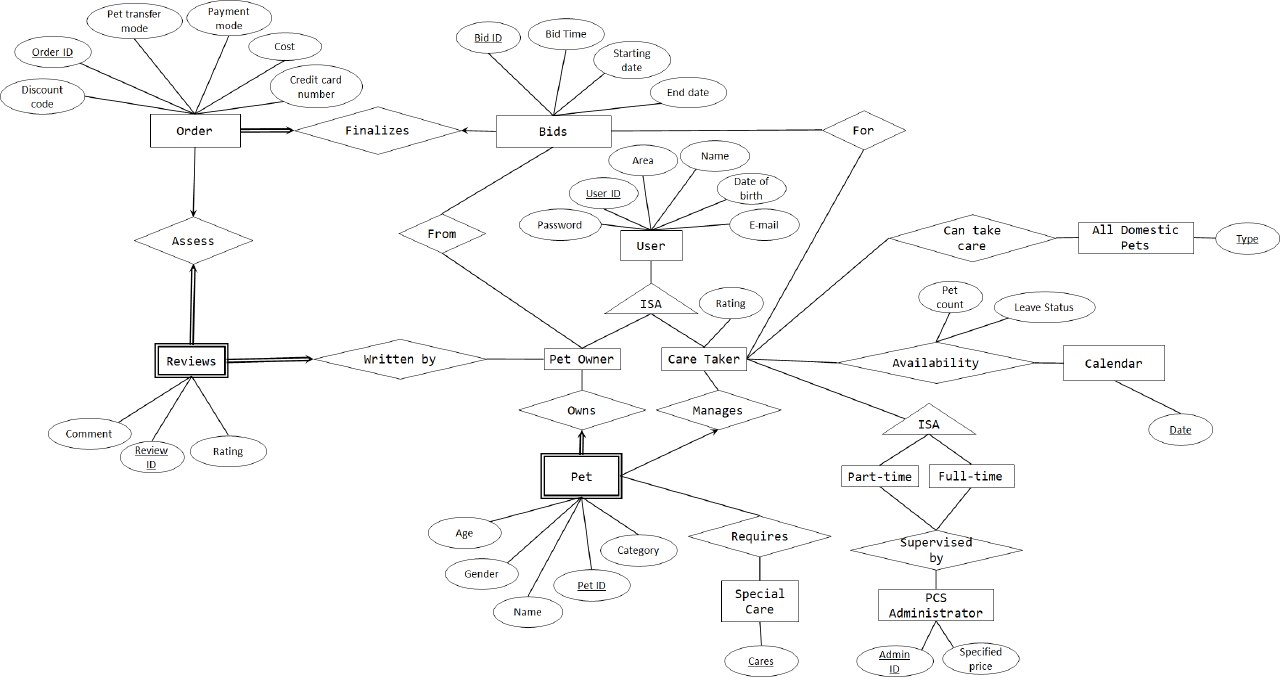 Pet transfer
mode
Payment
mode
Order ID
Cost
Discount
code
Credit card
number
Order
Finalizes
Bid ID
Bid Time
Starting
date
End date
Bids
For
Assess
From
Area
Name
User ID
Date of
birth
Password
E-mail
User
ISA
Rating
Can take
care
All Domestic
Pets
Type
Pet
count
Leave Status
Reviews
Written by
Pet Owner
Care Taker
Availability
Calendar
Date
Comment
Review
ID
Rating
Owns
Manages
ISA
Part-time
Full-time
Pet
Age
Gender
Name
Pet ID
Category
Requires
Supervised
by
Special
Care
PCS
Administrator
Cares
Admin
ID
Specified
price